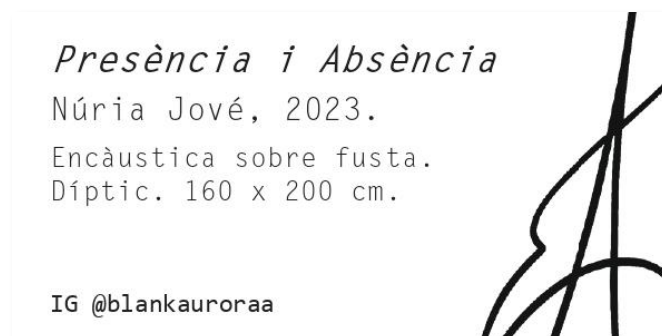 Presència i Absència
Núria Jové, 2023.
Encàustica sobre fusta.
Díptic. 160 x 200 cm.
IG @blankauroraa